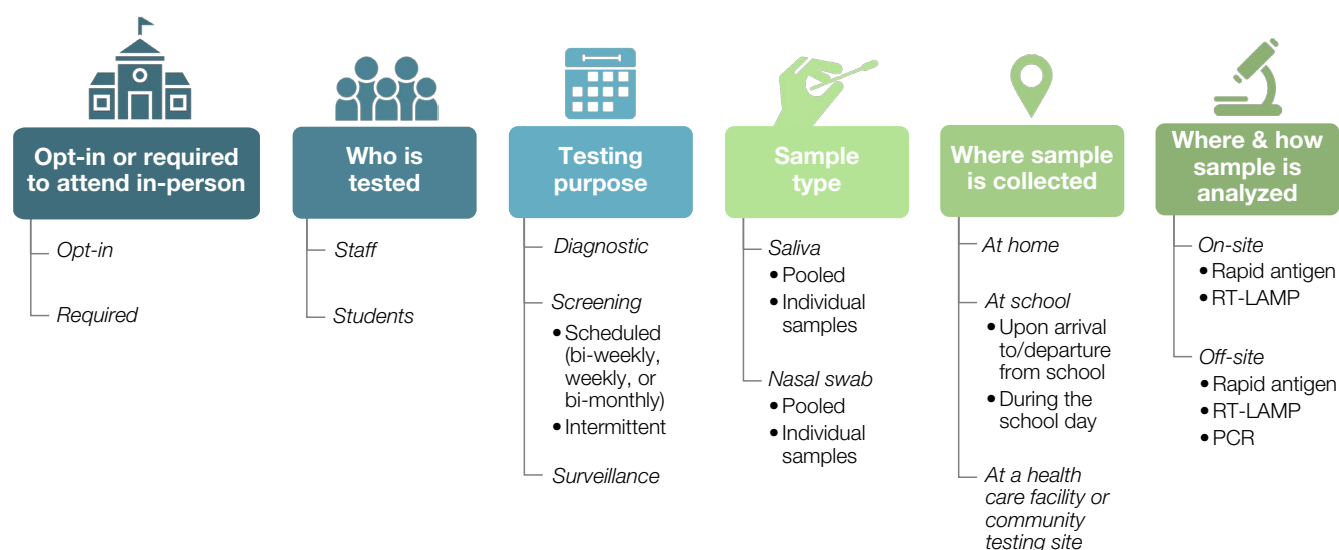 Opt-in or required
to attend in-person
Opt-in
Required
Who is
tested
Staff
Students
Testing
purpose
Diagnostic
Screening
• Scheduled
(bi-weekly,
weekly, or
bi-monthly)
• Intermittent
Surveillance
Sample
type
Saliva
• Pooled
• Individual
samples
Nasal swab
• Pooled
• Individual
samples
Where sample
is collected
At home
At school
• Upon arrival
to/departure
from school
• During the
school day
At a health
care facility or
community
testing site
Where & how
sample is
analyzed
On-site
• Rapid antigen
• RT-LAMP
Off-site
• Rapid antigen
• RT-LAMP
• PCR